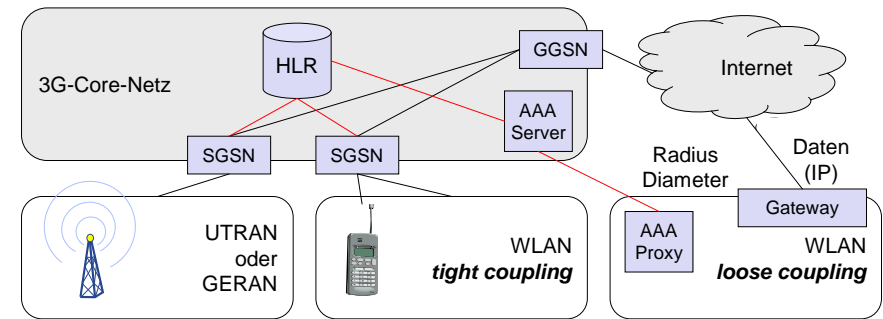 3G-Core-Netz
HLR
GGSN
Internet
AAA
Server
SGSN
SGSN
Radius
Diameter
Daten
(IP)
Gateway
UTRAN
oder
GERAN
WLAN
tight coupling
AAA
Proxy
WLAN
loose coupling